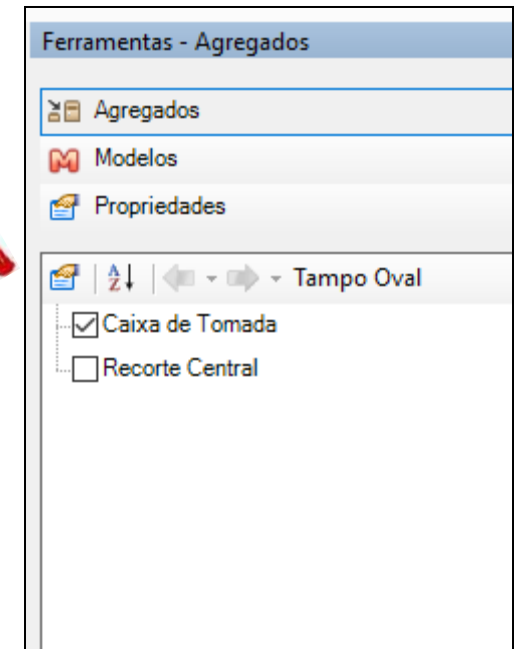 Ferramentas - Agregados
Agregados
Modelos
Propriedades
Tampo Oval
Caixa de Tomada
Recorte Central